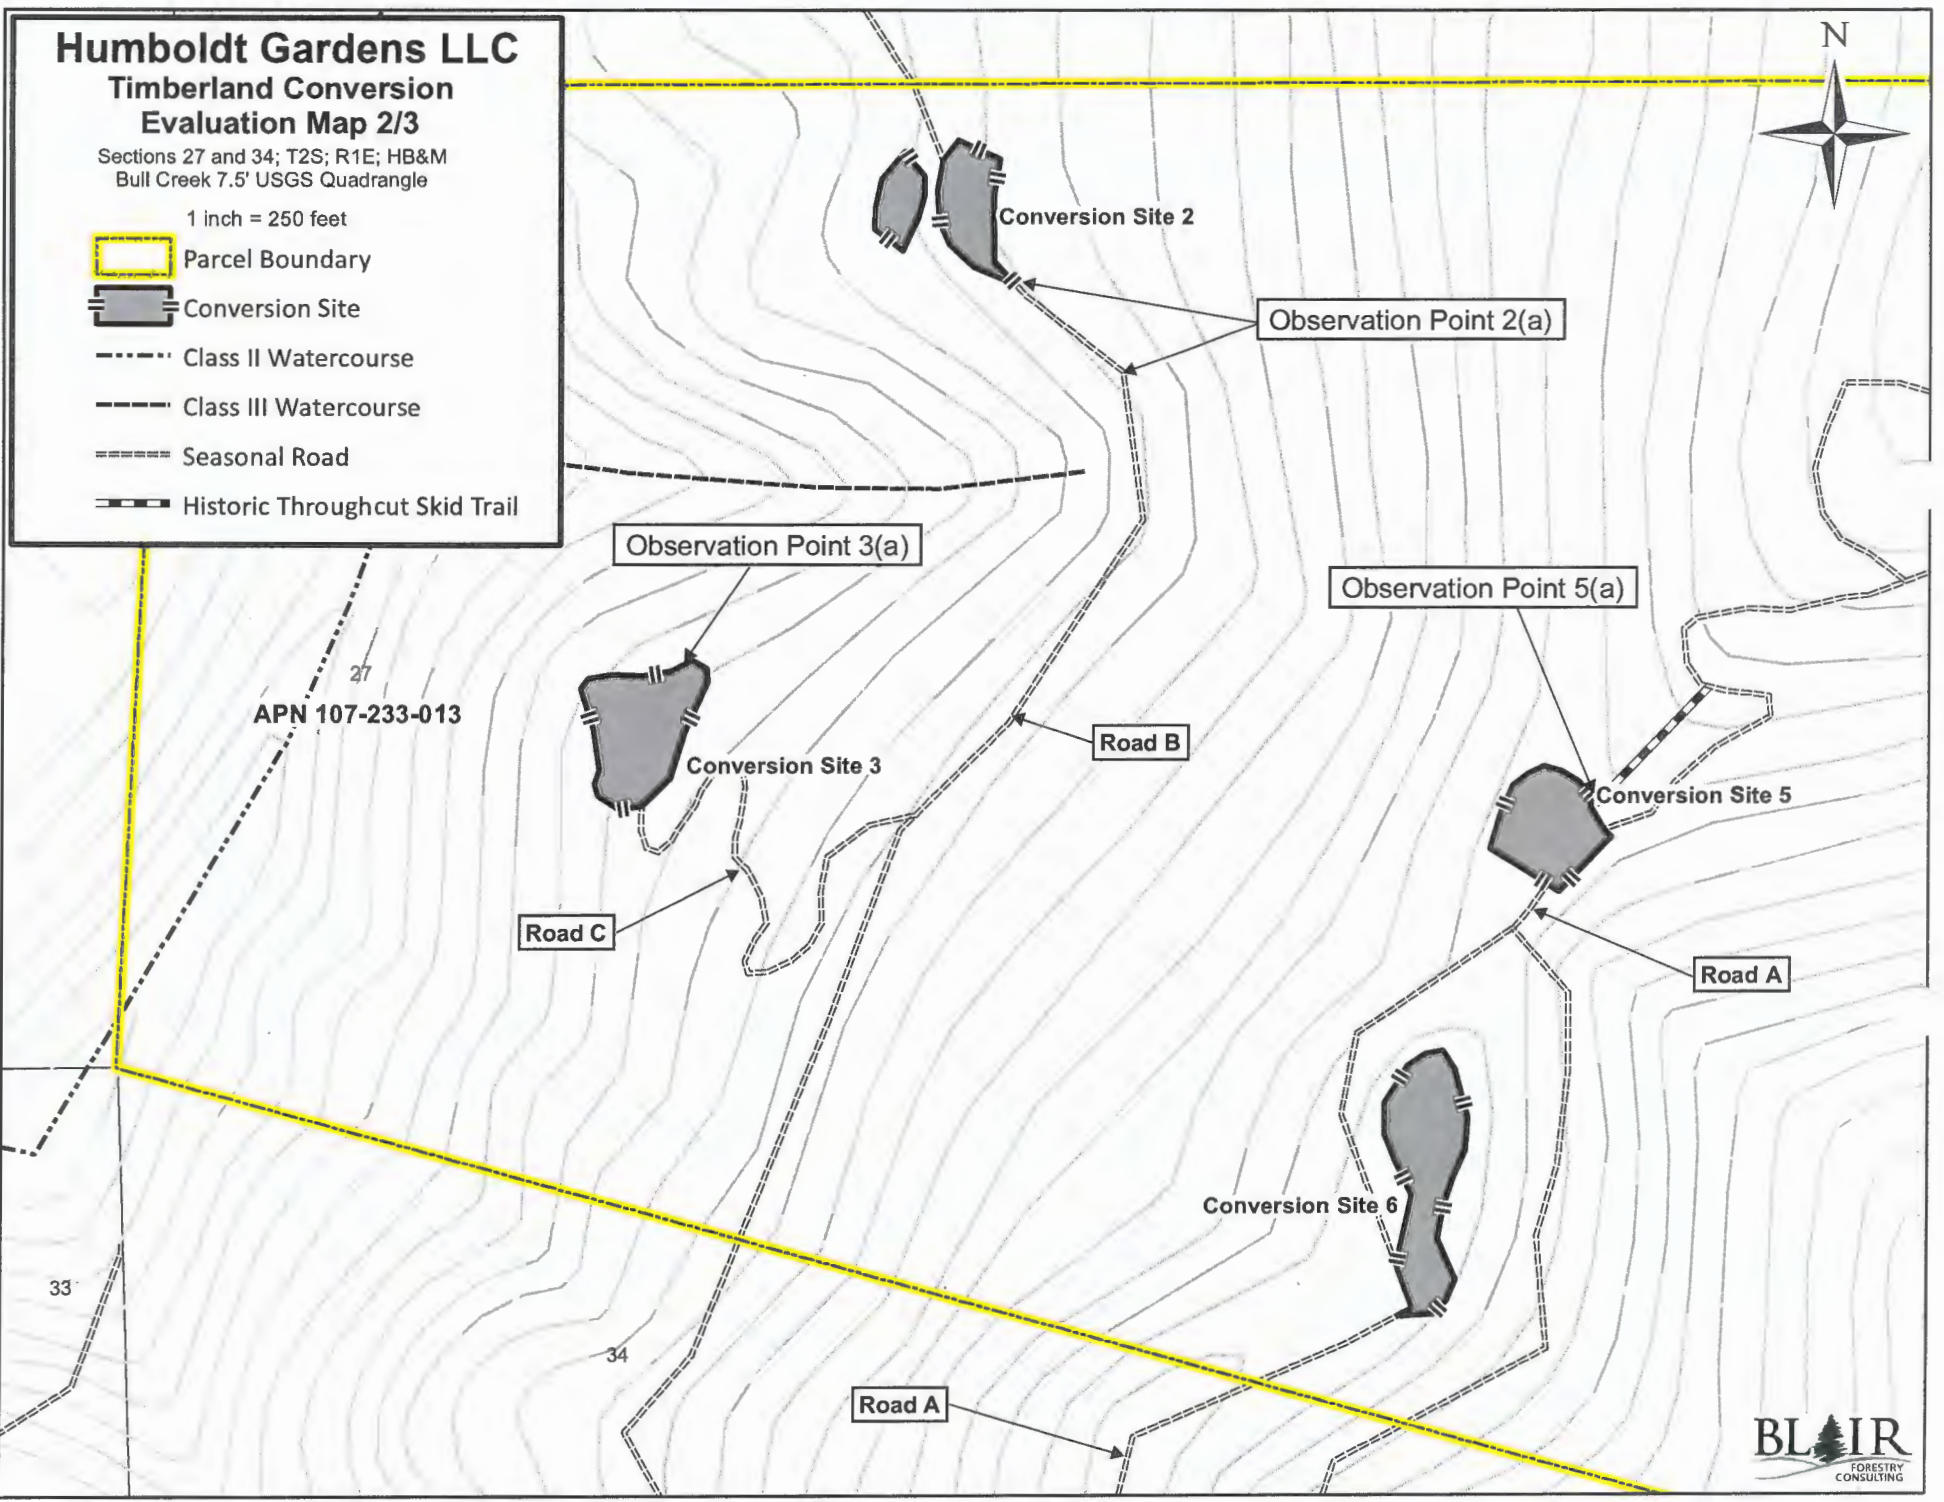 Humboldt Gardens LLC
Timberland Conversion
Evaluation Map 2/3
Sections 27 and 34; T2S; R1E; HB&M
Bull Creek 7.5' USGS Quadrangle
1 inch = 250 feet
Parcel Boundary
Conversion Site
Class II Watercourse
Class III Watercourse
Seasonal Road
Historic Throughcut Skid Trail
N
Conversion Site 2
Observation Point 2(a)
Observation Point 3(a)
Observation Point 5(a)
27
APN 107-233-013
Road B
Conversion Site 3
Conversion Site 5
Road C
Road A
Conversion Site 6
33
34
Road A
BLAIR
FORESTRY
CONSULTING